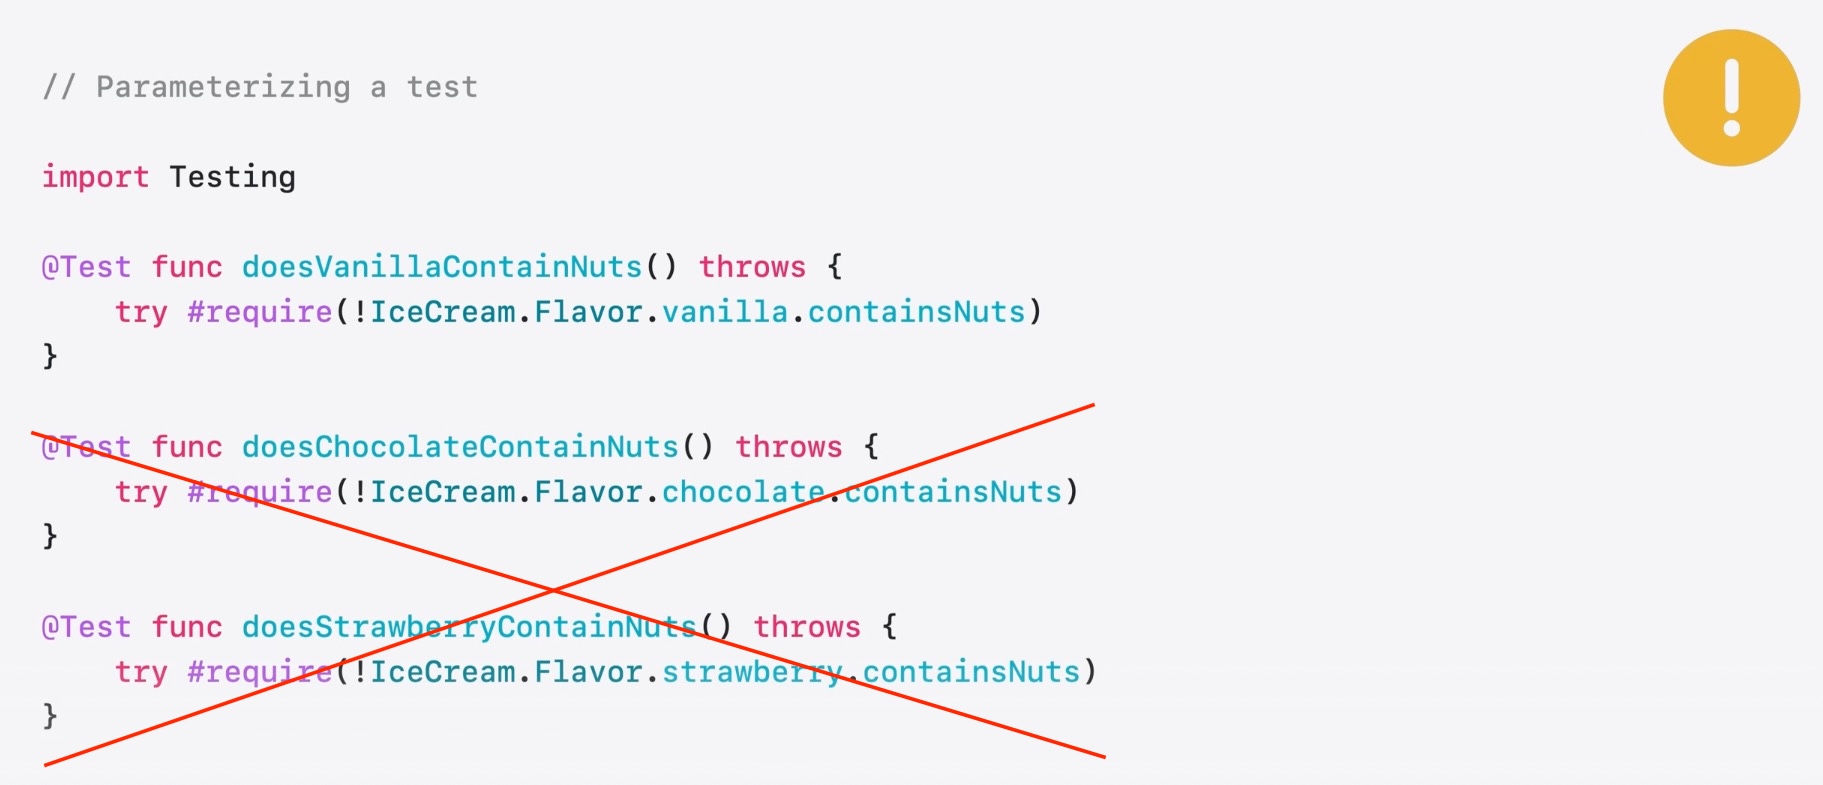 // Parameterizing a test
import Testing
@Test func doesVanillaContainNuts() throws {
try #require(!IceCream.Flavor.vanilla.containsNuts)
}
@Test func doesChocolateContainNuts() throws {
try #require(!IceCream.Flavor.chocolate.containsNuts)
}
@Test func doesStrawberryContainNuts() throws {
try #require(!IceCream.Flavor.strawberry.containsNuts)
}